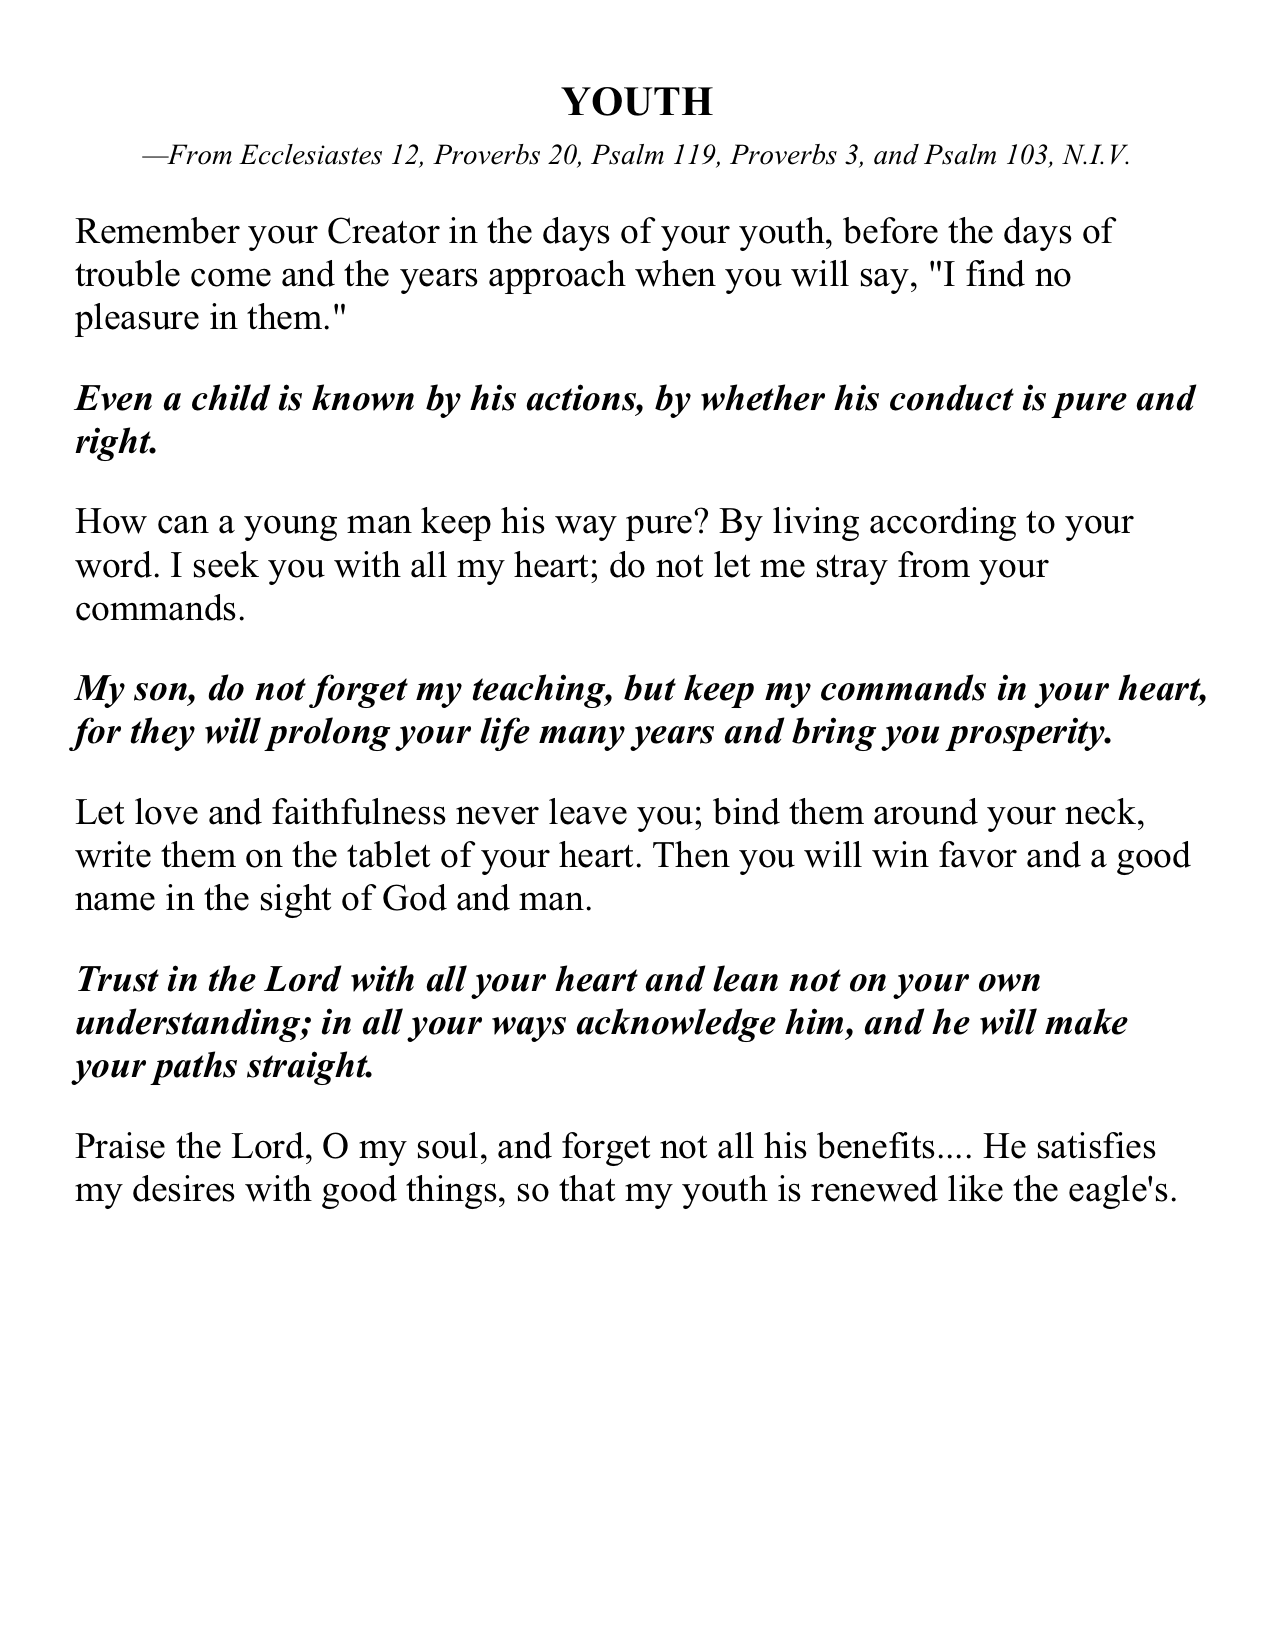 YOUTH
—From Ecclesiastes 12, Proverbs 20, Psalm 119, Proverbs 3, and Psalm 103, N.I.V.
Remember your Creator in the days of your youth, before the days of
trouble come and the years approach when you will say, "I find no
pleasure in them."
Even a child is known by his actions, by whether his conduct is pure and
right.
How can a young man keep his way pure? By living according to your
word. I seek you with all my heart; do not let me stray from your
commands.
My son, do not forget my teaching, but keep my commands in your heart,
for they will prolong your life many years and bring you prosperity.
Let love and faithfulness never leave you; bind them around your neck,
write them on the tablet of your heart. Then you will win favor and a good
name in the sight of God and man.
Trust in the Lord with all your heart and lean not on your own
understanding; in all your ways acknowledge him, and he will make
your paths straight.
Praise the Lord, O my soul, and forget not all his benefits.... He satisfies
my desires with good things, so that my youth is renewed like the eagle's.